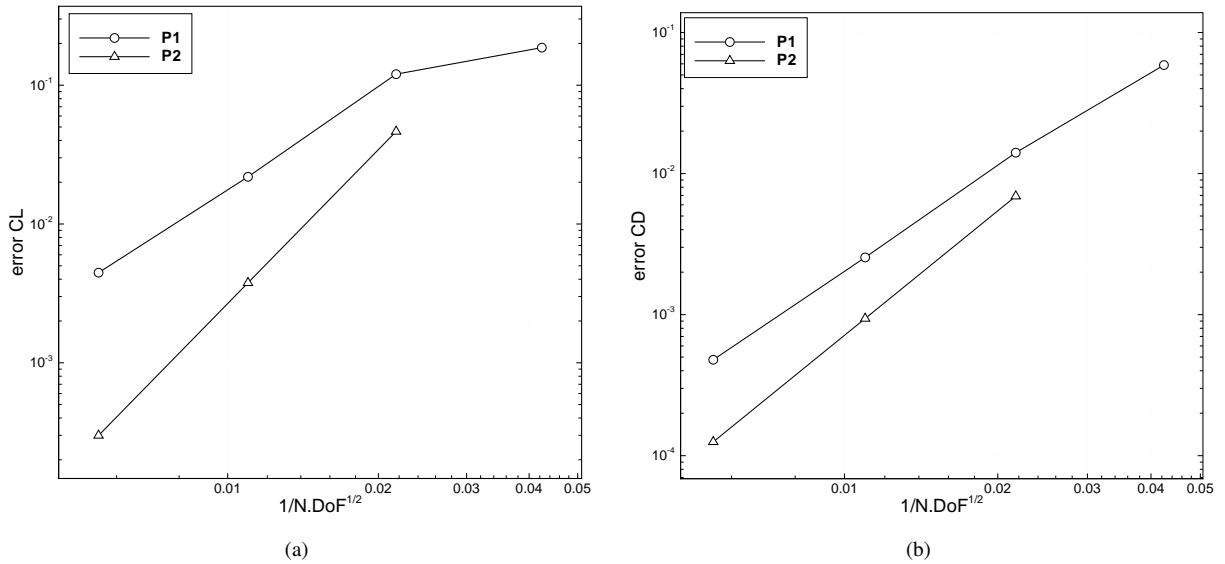 P1
P2
10⁻¹
10⁻²
10⁻³
error CL
0.01
0.02
0.03
0.04
0.05
1/N.DoF^1/2
(a)
P1
P2
10⁻¹
10⁻²
10⁻³
10⁻⁴
error CD
0.01
0.02
0.03
0.04
0.05
1/N.DoF^1/2
(b)